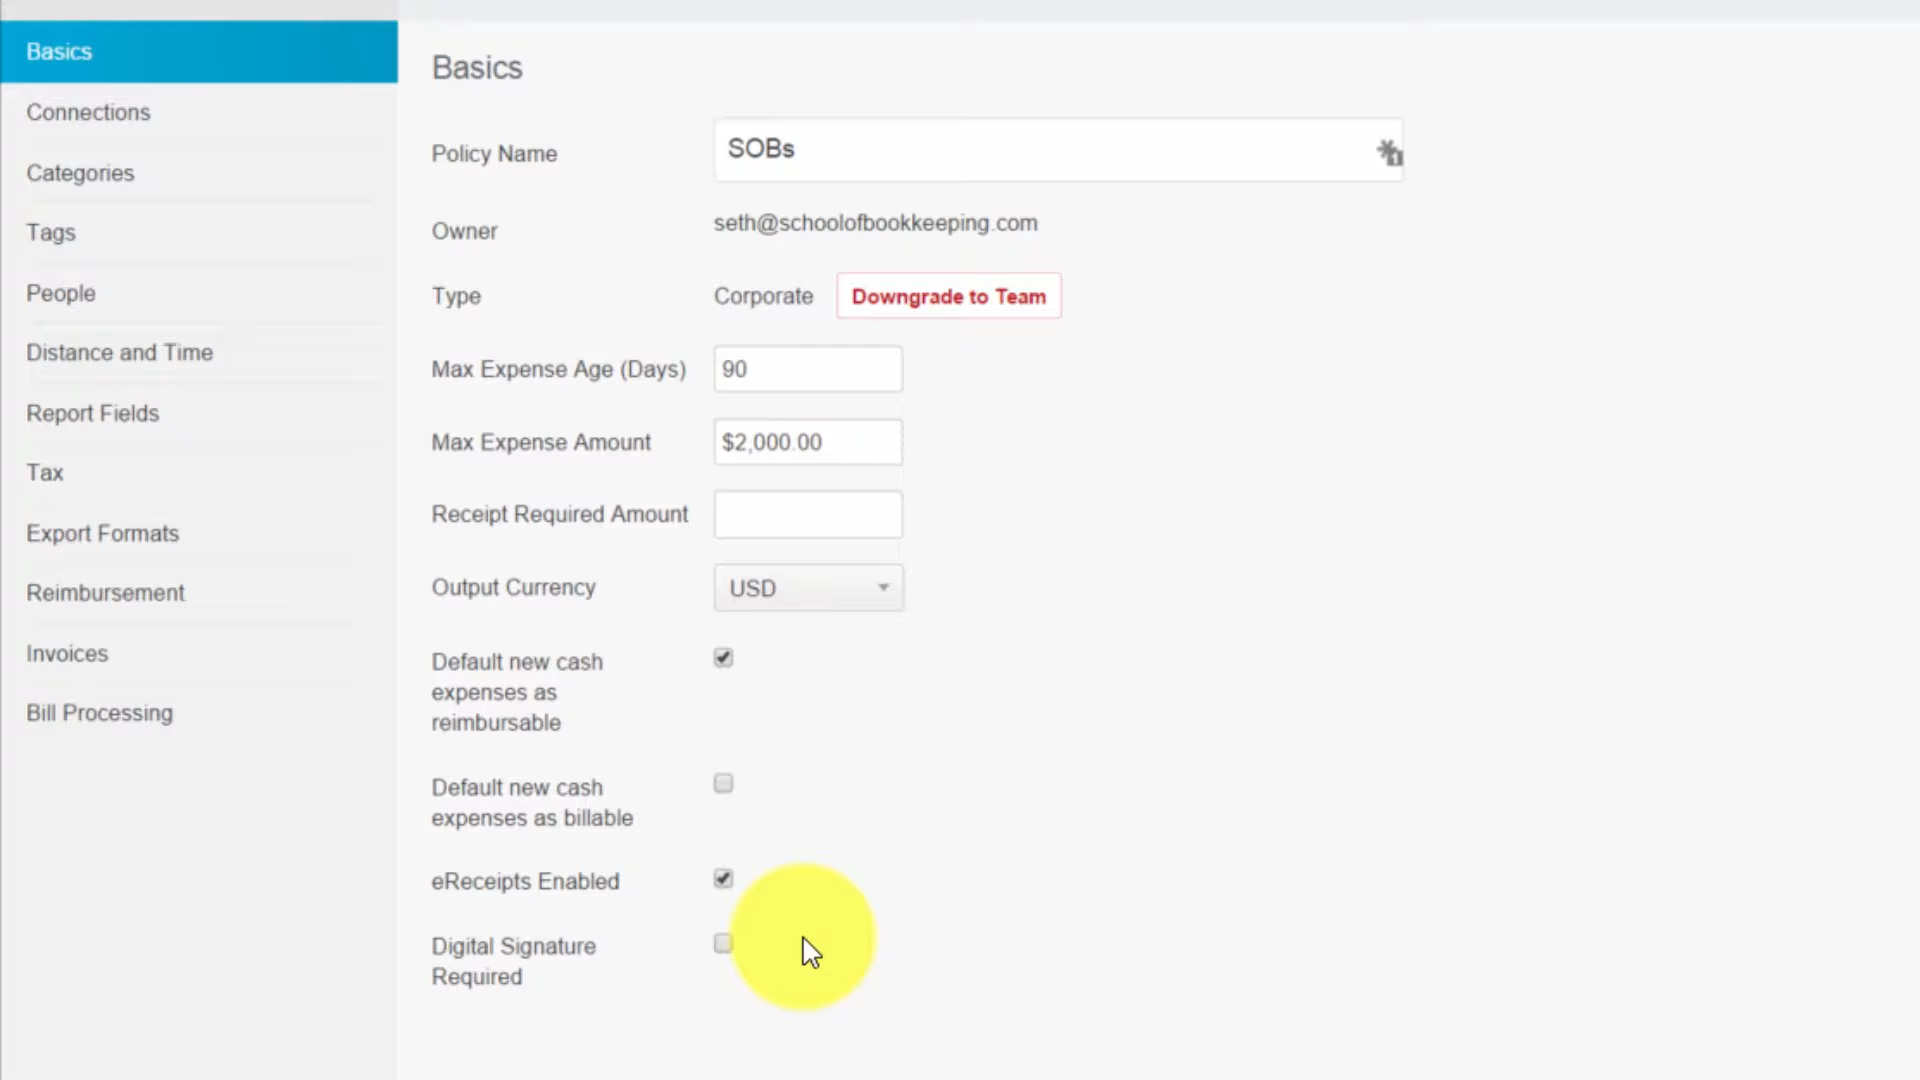 Basics
Connections
Categories
Tags
People
Distance and Time
Report Fields
Tax
Export Formats
Reimbursement
Invoices
Bill Processing
Basics
Policy Name
SOBs
1
Owner
seth@schoolofbookkeeping.com
Type
Corporate
Downgrade to Team
Max Expense Age (Days)
90
Max Expense Amount
$2,000.00
Receipt Required Amount
Output Currency
USD
Default new cash
expenses as
reimbursable
Default new cash
expenses as billable
eReceipts Enabled
Digital Signature
Required